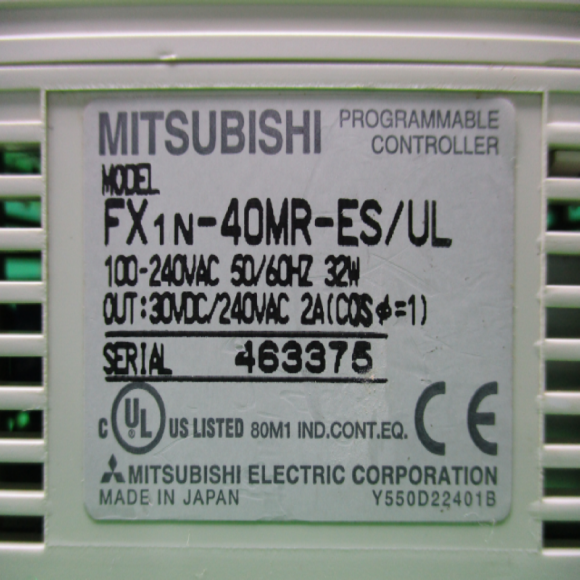 MITSUBISHI PROGRAMMABLE CONTROLLER
MODEL
FX1N-40MR-ES/UL
100-240VAC 50/60HZ 32W
OUT:30VDC/240VAC 2A(COSφ=1)
SERIAL 463375
C UL US LISTED 80M1 IND.CONT.EQ. CE
MITSUBISHI ELECTRIC CORPORATION
MADE IN JAPAN Y550D22401B